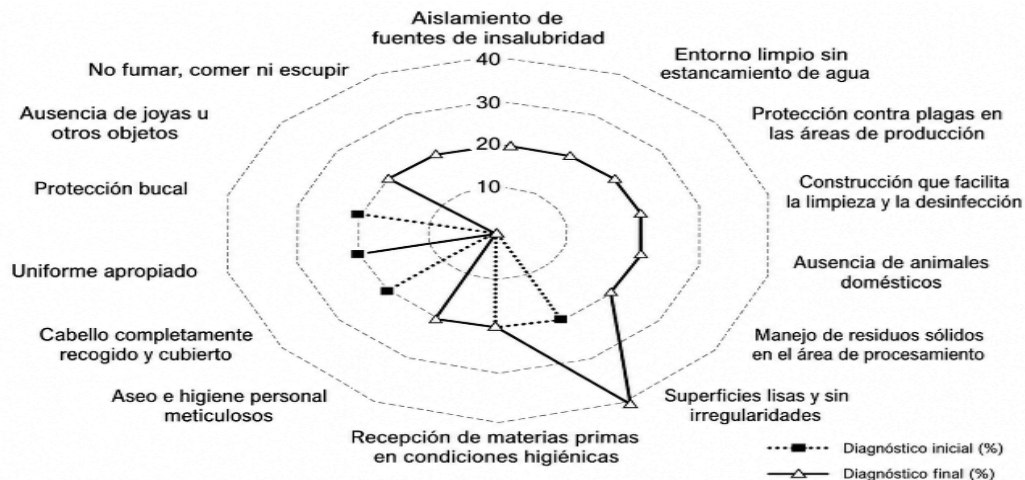 Aislamiento de
fuentes de insalubridad
Entorno limpio sin
estancamiento de agua
Protección contra plagas en
las áreas de producción
Construcción que facilita
la limpieza y la desinfección
Ausencia de animales
domésticos
Manejo de residuos sólidos
en el área de procesamiento
Superficies lisas y sin
irregularidades
Recepción de materias primas
en condiciones higiénicas
Aseo e higiene personal
meticulosos
Cabello completamente
recogido y cubierto
Uniforme apropiado
Protección bucal
Ausencia de joyas u
otros objetos
No fumar, comer ni escupir
40
30
20
10
Diagnóstico inicial (%)
Diagnóstico final (%)